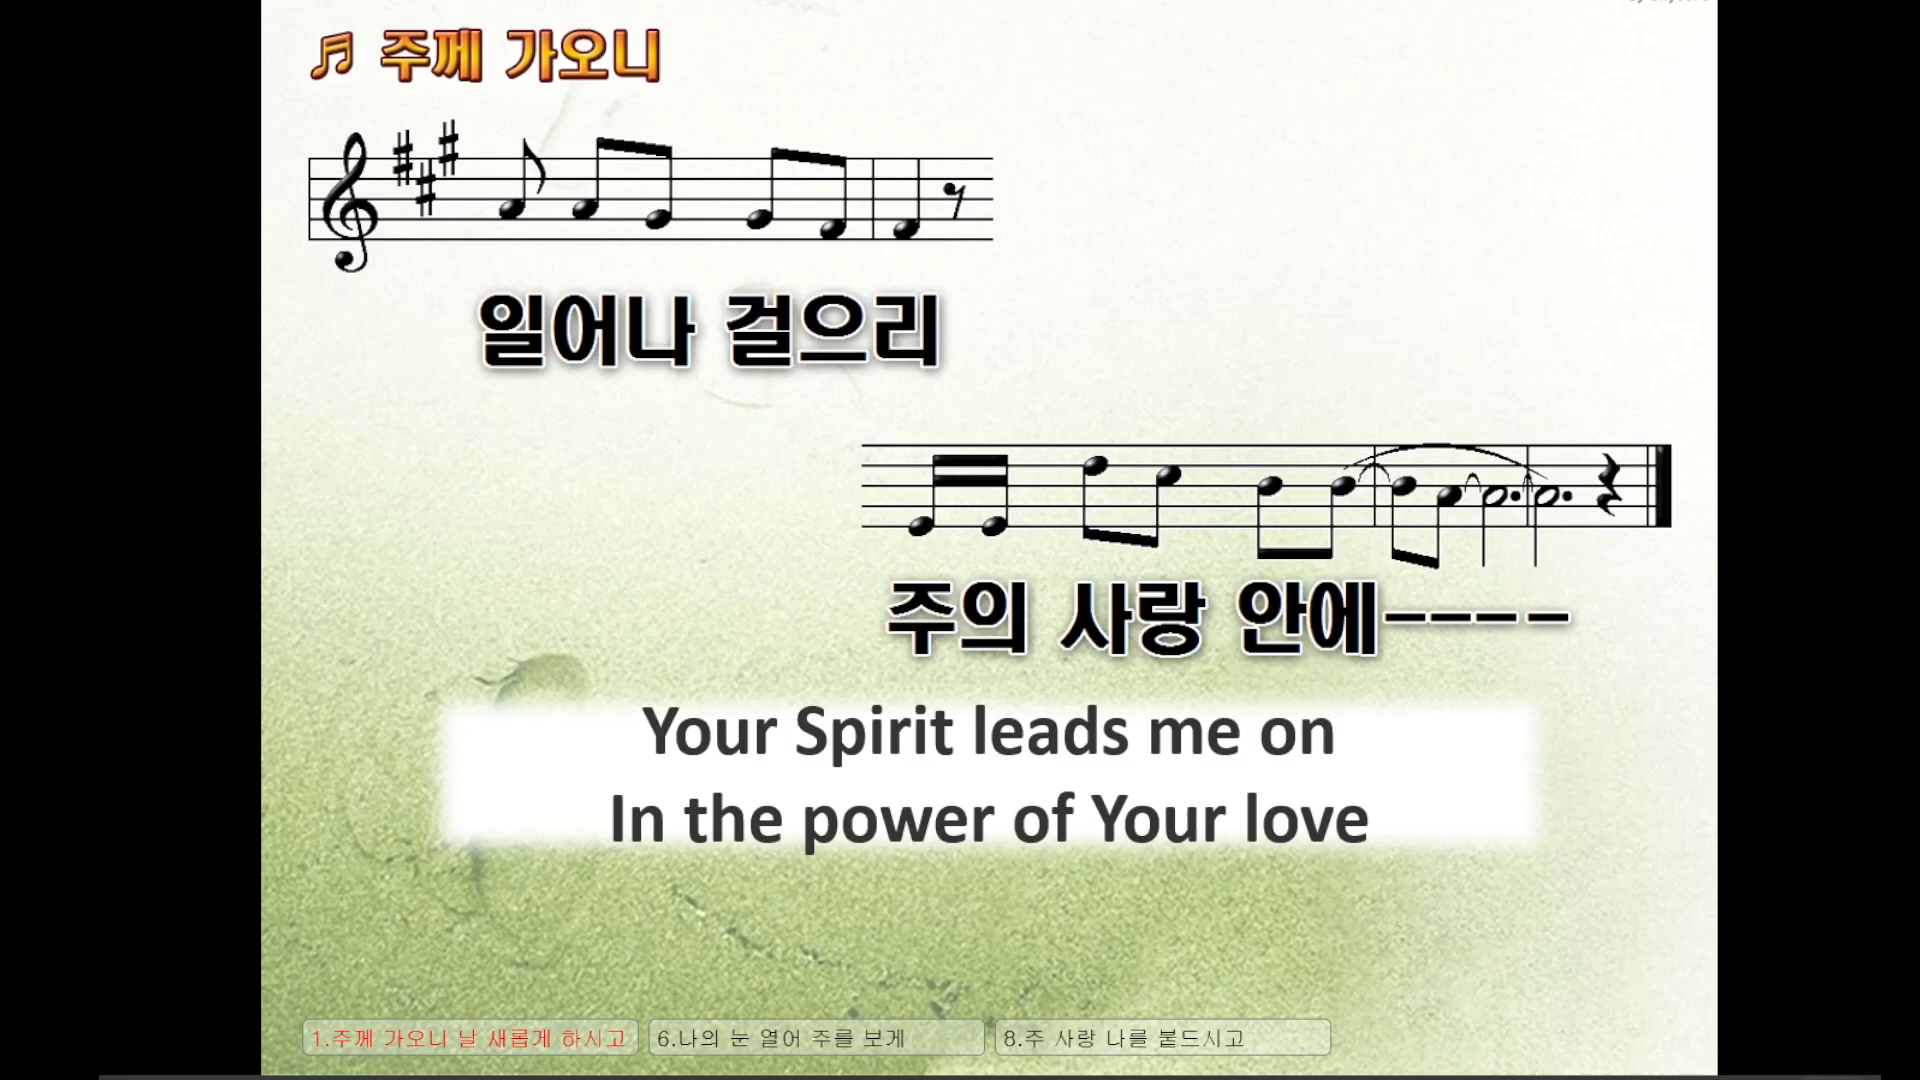 주께 가오니
일어나 걸으리
주의 사랑 안에----
Your Spirit leads me on
In the power of Your love
1.주께 가오니 날 새롭게 하시고
6.나의 눈 열어 주를 보게
8.주 사랑 나를 붙드시고